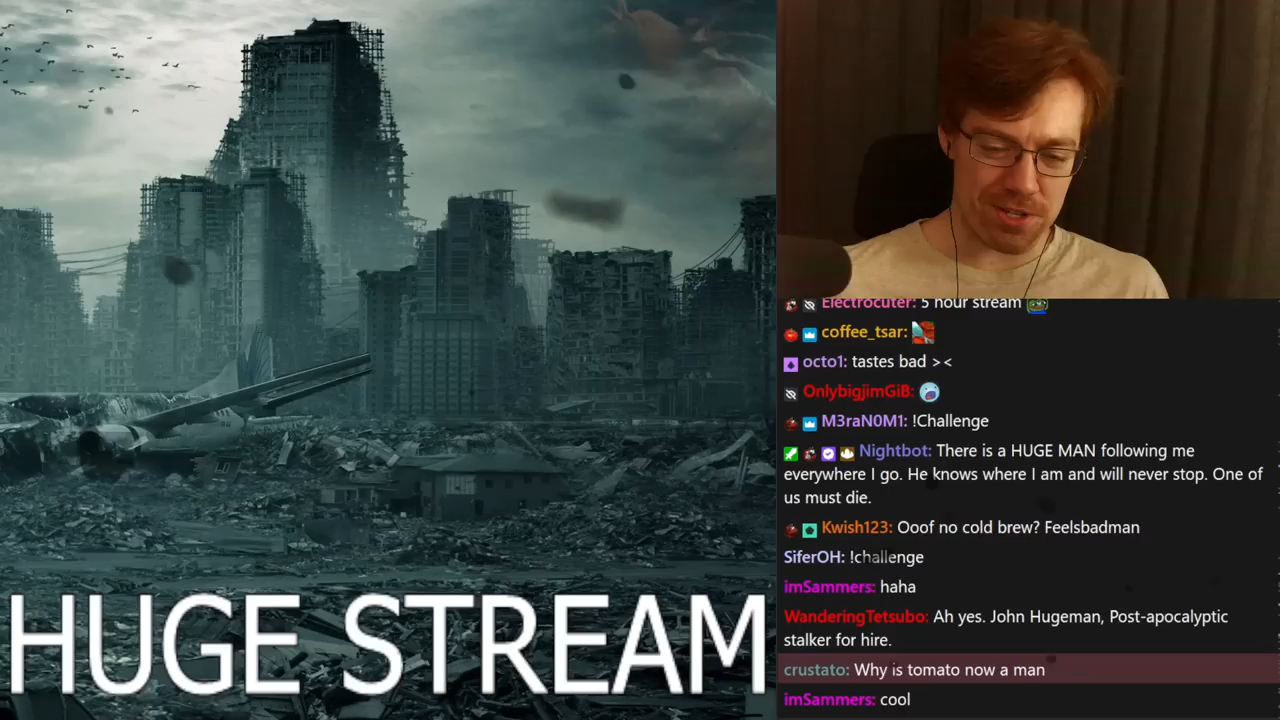 HUGE STREAM
Electrocuter: 5 hour stream
coffee_tsar:
octo1: tastes bad ><
OnlybigjimGiB:
M3raN0M1: !Challenge
Nightbot: There is a HUGE MAN following me
everywhere I go. He knows where I am and will never stop. One of
us must die.
Kwish123: Ooof no cold brew? Feelsbadman
SiferOH: !challenge
imSammers: haha
WanderingTetsubo: Ah yes. John Hugeman, Post-apocalyptic
stalker for hire.
crustato: Why is tomato now a man
imSammers: cool